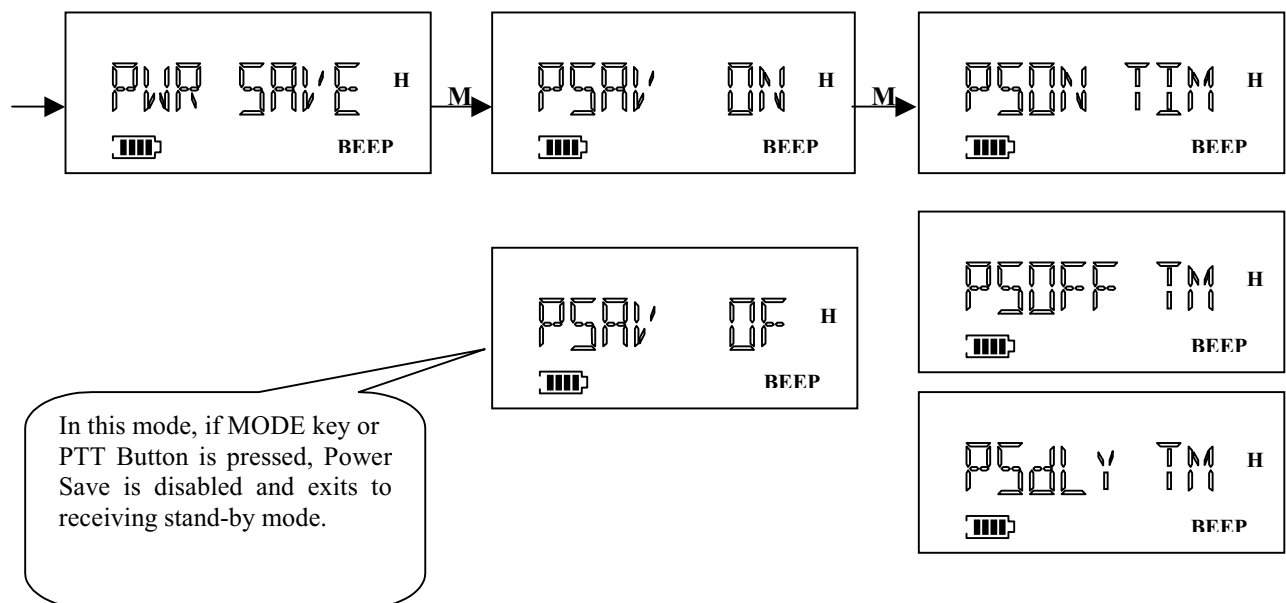 PWR SAVE H
BEEP
M
PSAV ON H
BEEP
M
PSON TIM H
BEEP
PSAV OF H
BEEP
PSOFF TM H
BEEP
PSdLY TM H
BEEP
In this mode, if MODE key or
PTT Button is pressed, Power
Save is disabled and exits to
receiving stand-by mode.